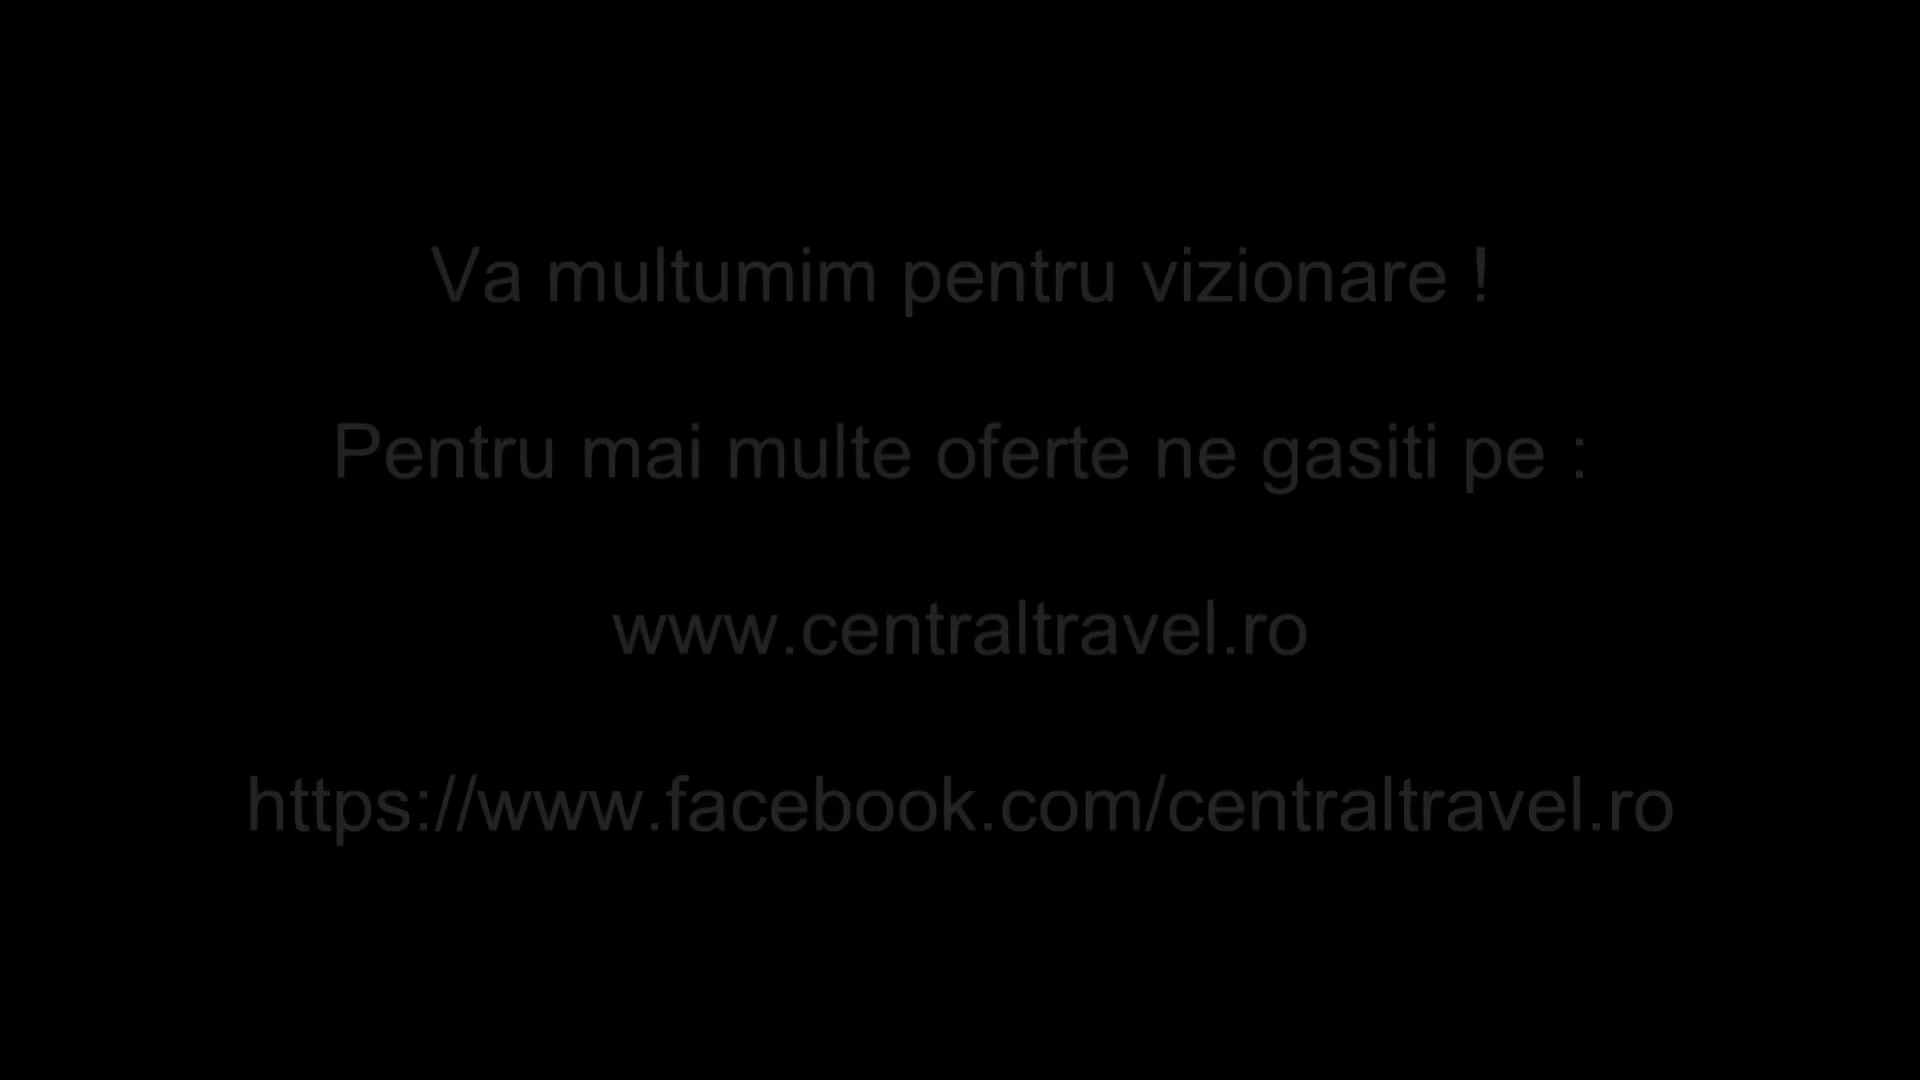 Va multumim pentru vizionare !
Pentru mai multe oferte ne gasiti pe :
www.centraltravel.ro
https://www.facebook.com/centraltravel.ro